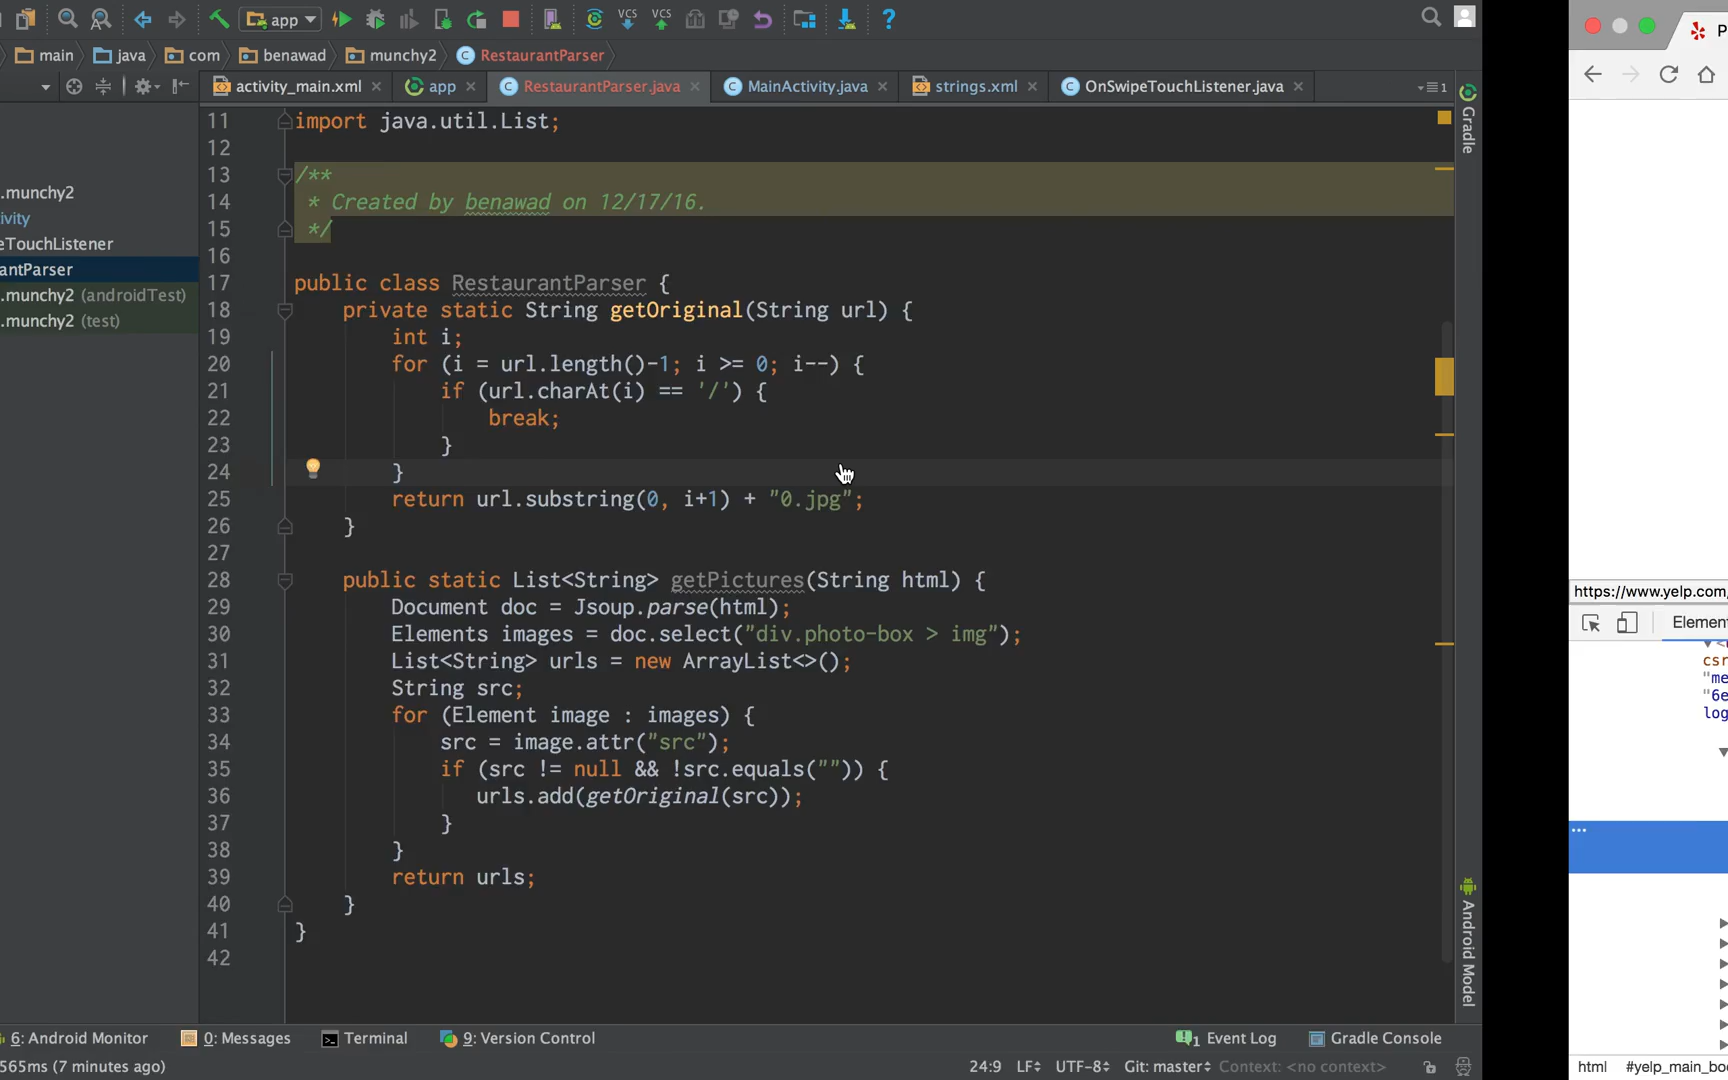 app
main java com benawad munchy2 RestaurantParser
activity_main.xml app RestaurantParser.java MainActivity.java strings.xml OnSwipeTouchListener.java
.munchy2
ivity
eTouchListener
antParser
.munchy2 (androidTest)
.munchy2 (test)
11 import java.util.List;
12
13 /**
14 * Created by benawad on 12/17/16.
15 */
16
17 public class RestaurantParser {
18 private static String getOriginal(String url) {
19 int i;
20 for (i = url.length()-1; i >= 0; i--) {
21 if (url.charAt(i) == '/') {
22 break;
23 }
24 }
25 return url.substring(0, i+1) + "0.jpg";
26 }
27
28 public static List<String> getPictures(String html) {
29 Document doc = Jsoup.parse(html);
30 Elements images = doc.select("div.photo-box > img");
31 List<String> urls = new ArrayList<>();
32 String src;
33 for (Element image : images) {
34 src = image.attr("src");
35 if (src != null && !src.equals("")) {
36 urls.add(getOriginal(src));
37 }
38 }
39 return urls;
40 }
41 }
42
Gradle
Android Model
6: Android Monitor 0: Messages Terminal 9: Version Control 1 Event Log Gradle Console
565ms (7 minutes ago) 24:9 LF UTF-8 Git: master Context: <no context>
P
https://www.yelp.com/
Elemen
csr
"me
"6e
log
...
html #yelp_main_bo